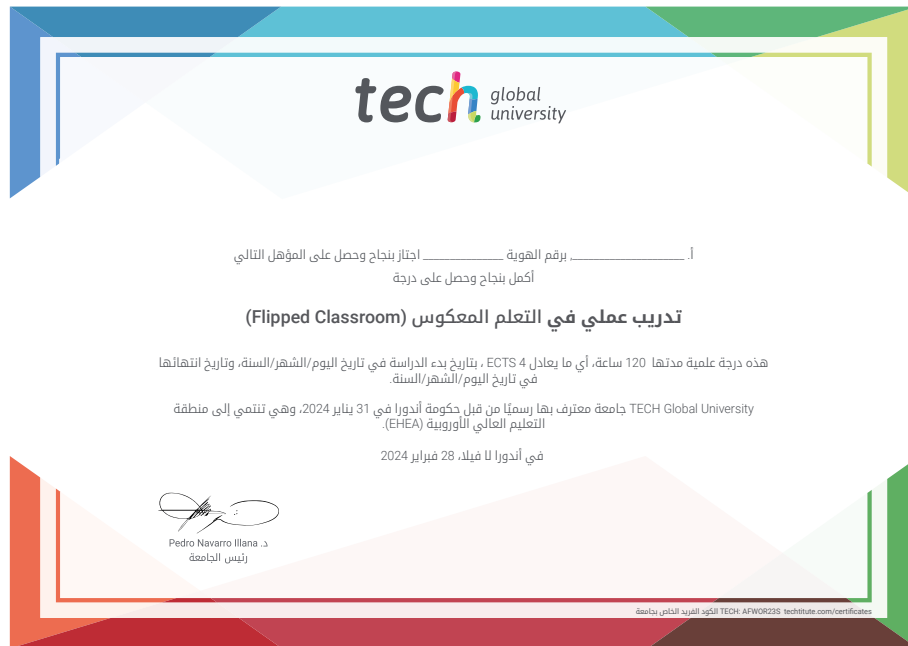 tech global
university
أ. ____________________, برقم الهوية ______________ اجتاز بنجاح وحصل على المؤهل التالي
أكمل بنجاح وحصل على درجة
تدريب عملي في التعلم المعكوس (Flipped Classroom)
هذه درجة علمية مدتها 120 ساعة، أي ما يعادل 4 ECTS ، بتاريخ بدء الدراسة في تاريخ اليوم/الشهر/السنة، وتاريخ انتهائها
في تاريخ اليوم/الشهر/السنة.
TECH Global University جامعة معترف بها رسميًا من قبل حكومة أندورا في 31 يناير 2024، وهي تنتمي إلى منطقة
التعليم العالي الأوروبية (EHEA).
في أندورا لا فيلا، 28 فبراير 2024
د. Pedro Navarro Illana
رئيس الجامعة
الكود الفريد الخاص بجامعة TECH: AFWOR23S techtitute.com/certificates